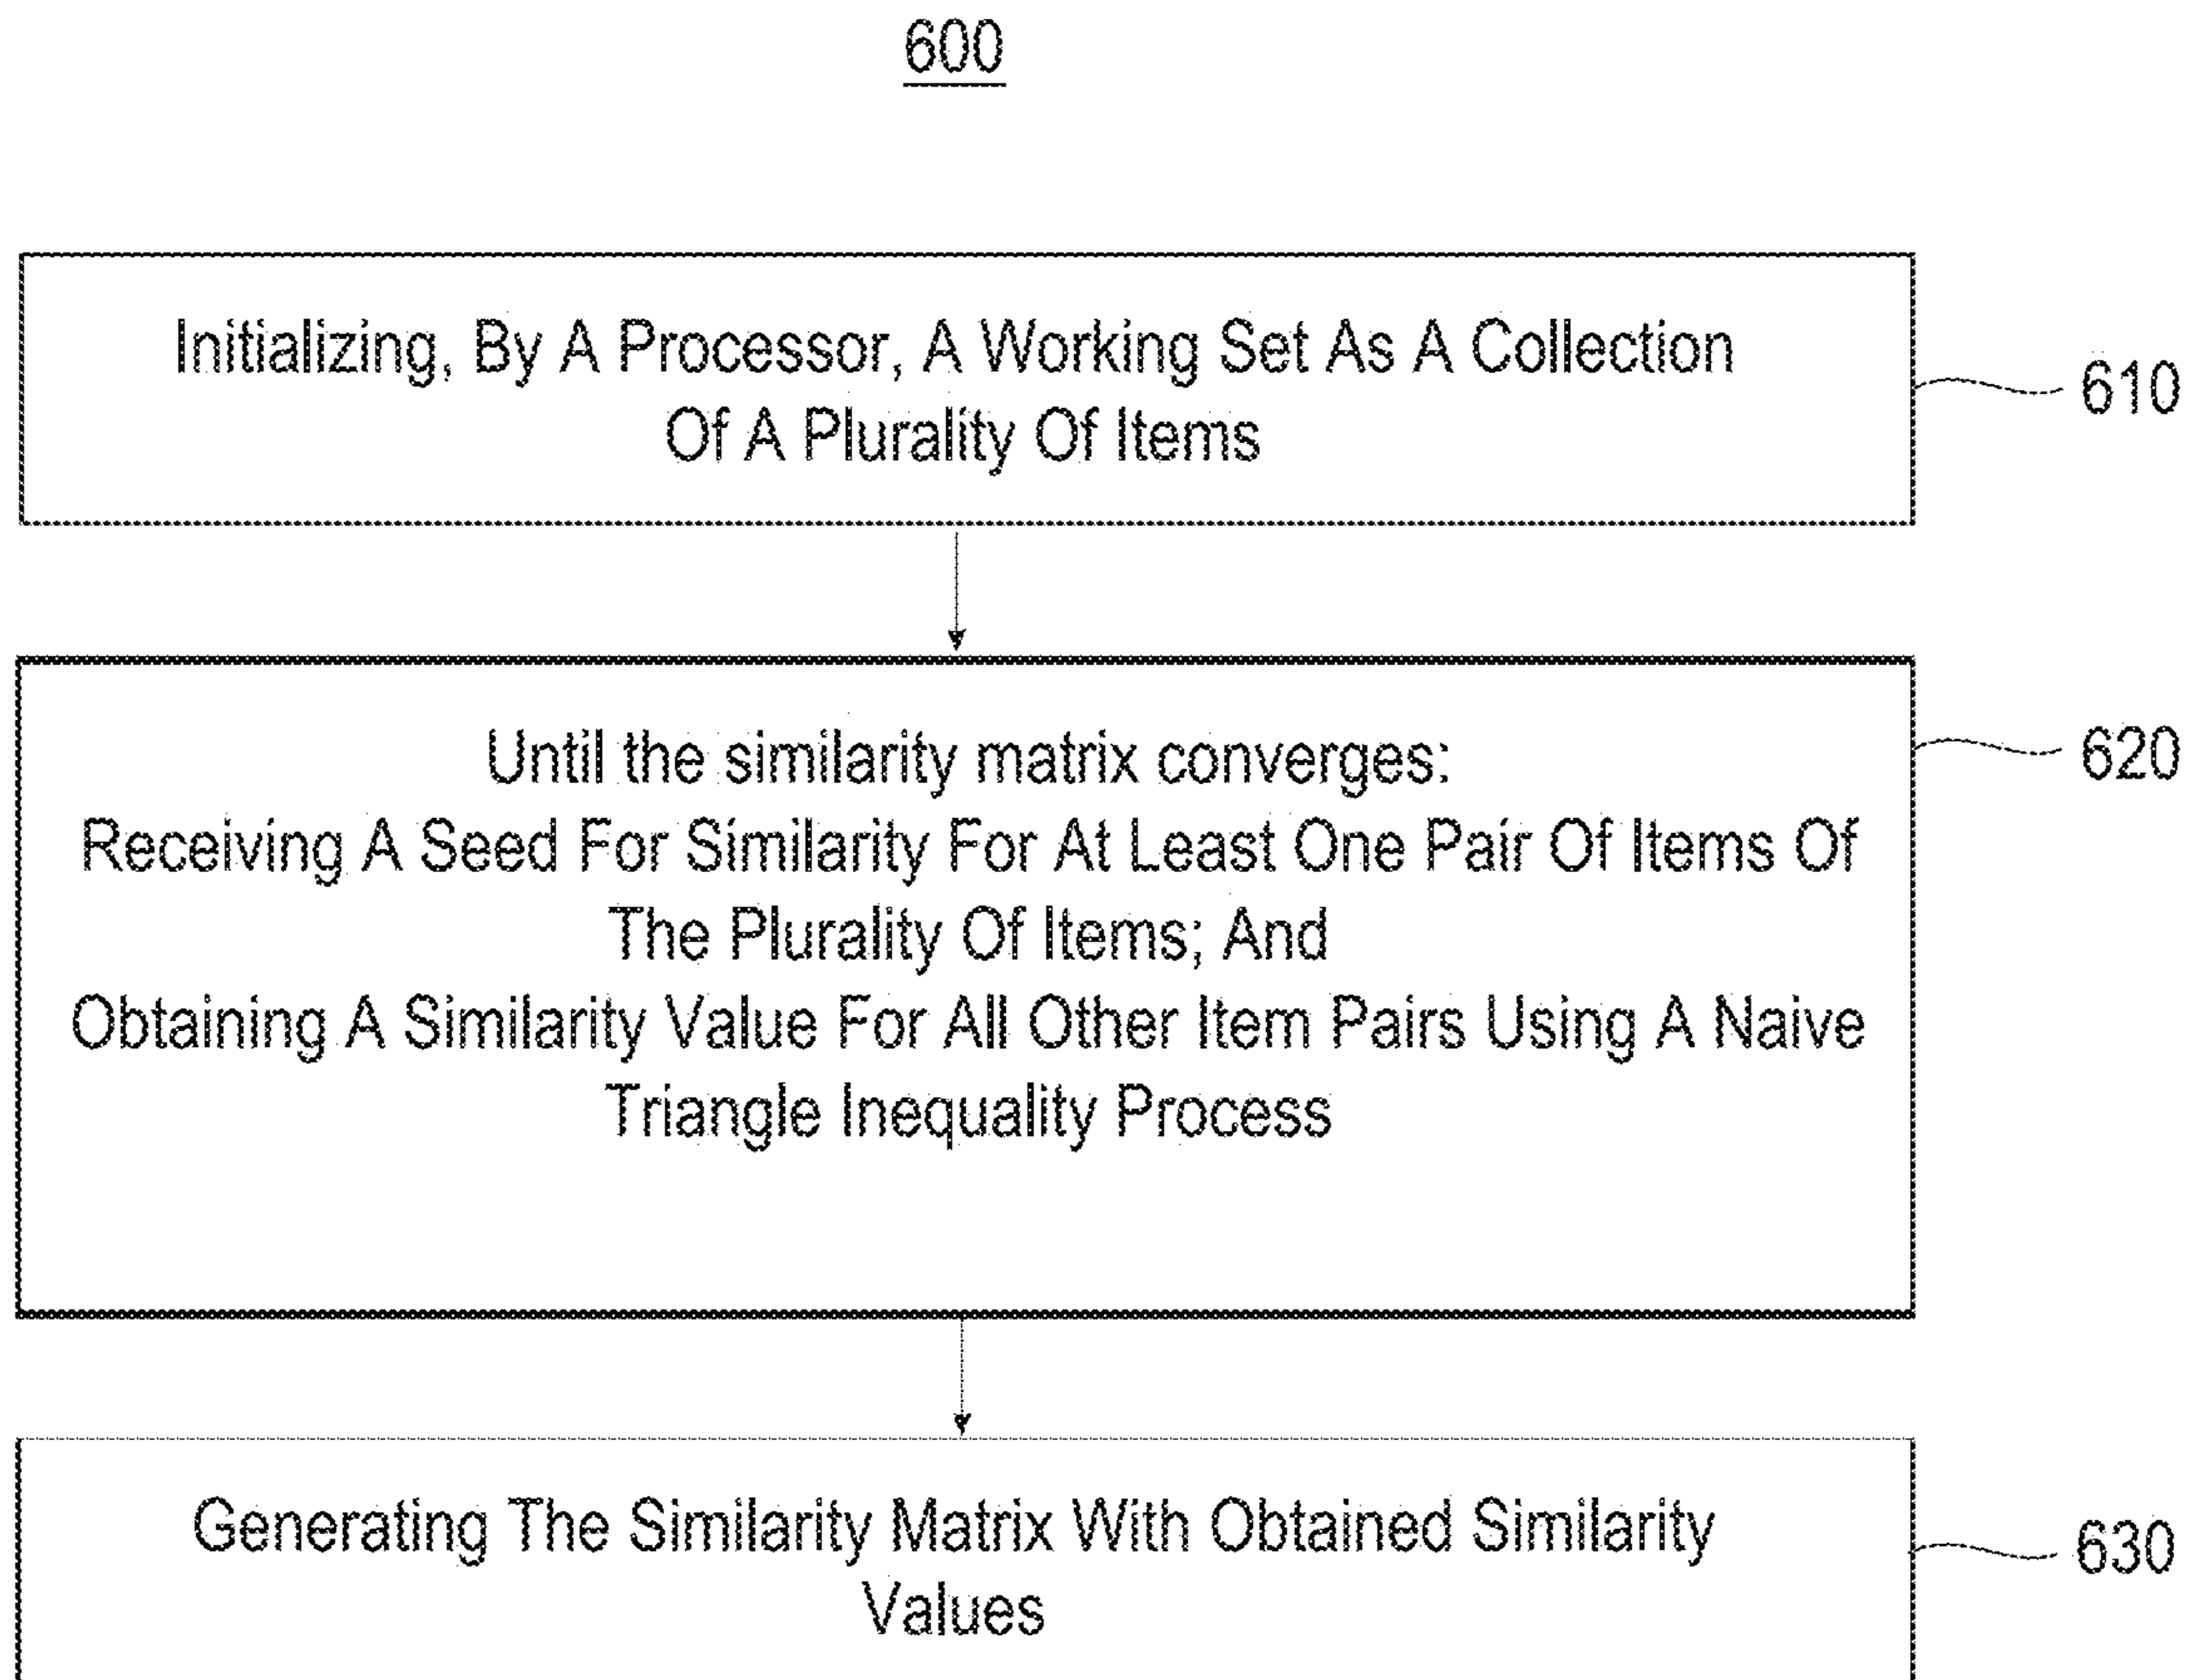 600
Initializing, By A Processor, A Working Set As A Collection
Of A Plurality Of Items
610
Until the similarity matrix converges:
620
Receiving A Seed For Similarity For At Least One Pair Of Items Of
The Plurality Of Items; And
Obtaining A Similarity Value For All Other Item Pairs Using A Naive
Triangle Inequality Process
Generating The Similarity Matrix With Obtained Similarity
Values
630